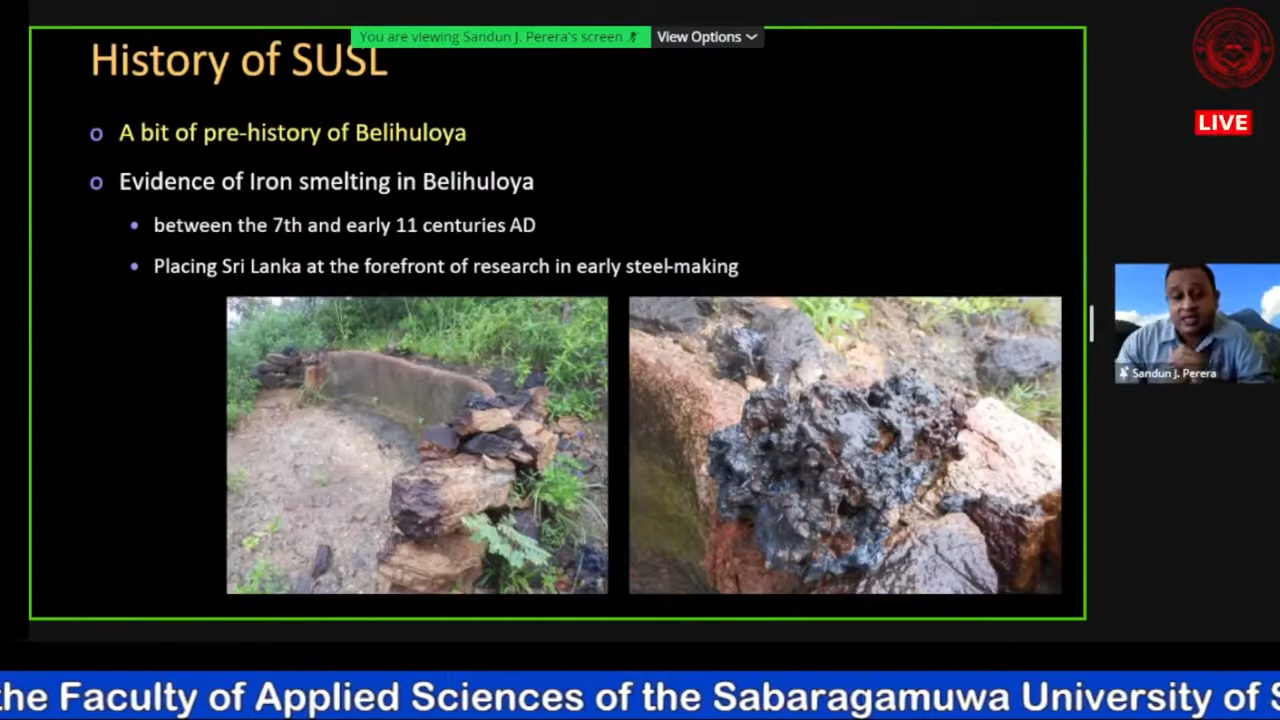 You are viewing Sandun J. Perera's screen
View Options
History of SUSL
LIVE
A bit of pre-history of Belihuloya
Evidence of Iron smelting in Belihuloya
between the 7th and early 11 centuries AD
Placing Sri Lanka at the forefront of research in early steel-making
Sandun J. Perera
the Faculty of Applied Sciences of the Sabaragamuwa University of S